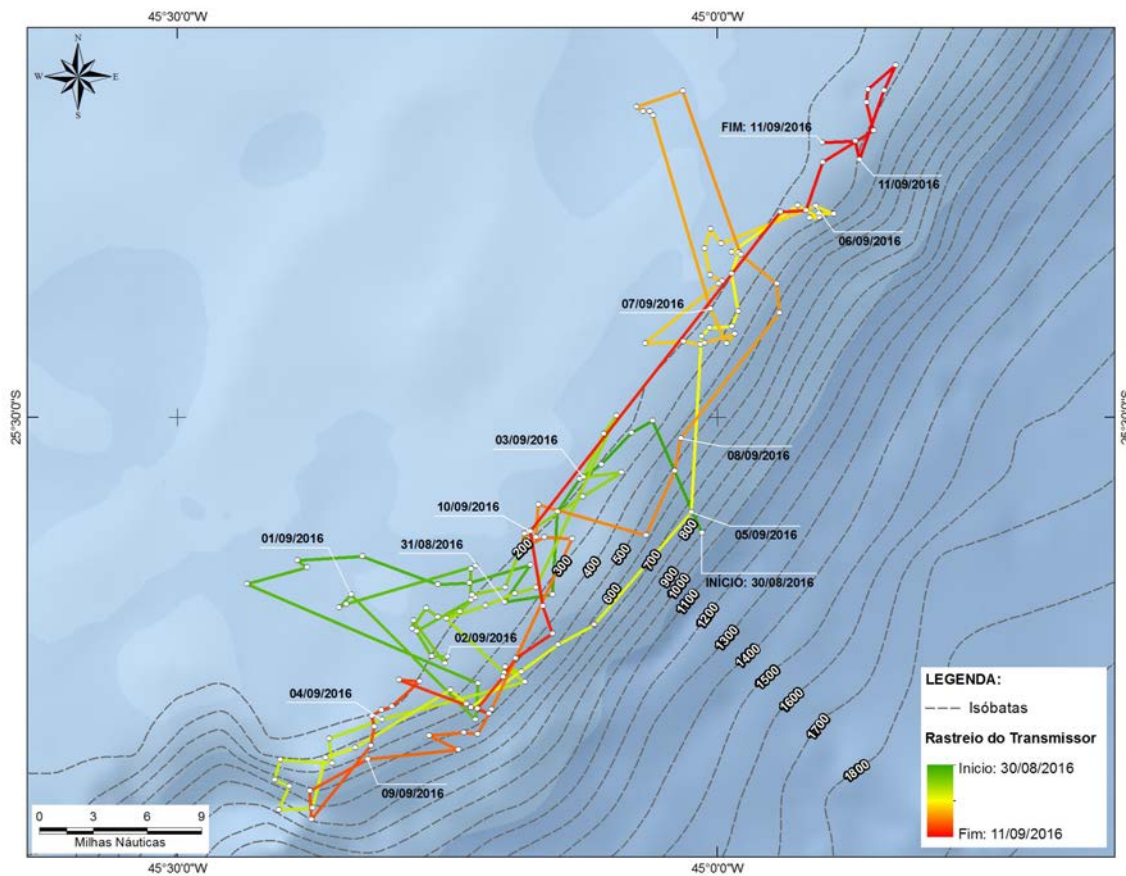 45°30'0"W
45°0'0"W
N
W
E
S
FIM: 11/09/2016
11/09/2016
06/09/2016
07/09/2016
25°30'0"S
25°30'0"S
03/09/2016
08/09/2016
10/09/2016
01/09/2016
31/08/2016
05/09/2016
INÍCIO: 30/08/2016
200
300
400
500
600
700
800
900
1000
1100
1200
1300
1400
1500
1600
1700
1800
02/09/2016
04/09/2016
09/09/2016
LEGENDA:
Isóbatas
Rastreio do Transmissor
Inicio: 30/08/2016
Fim: 11/09/2016
0 3 6 9
Milhas Náuticas
45°30'0"W
45°0'0"W